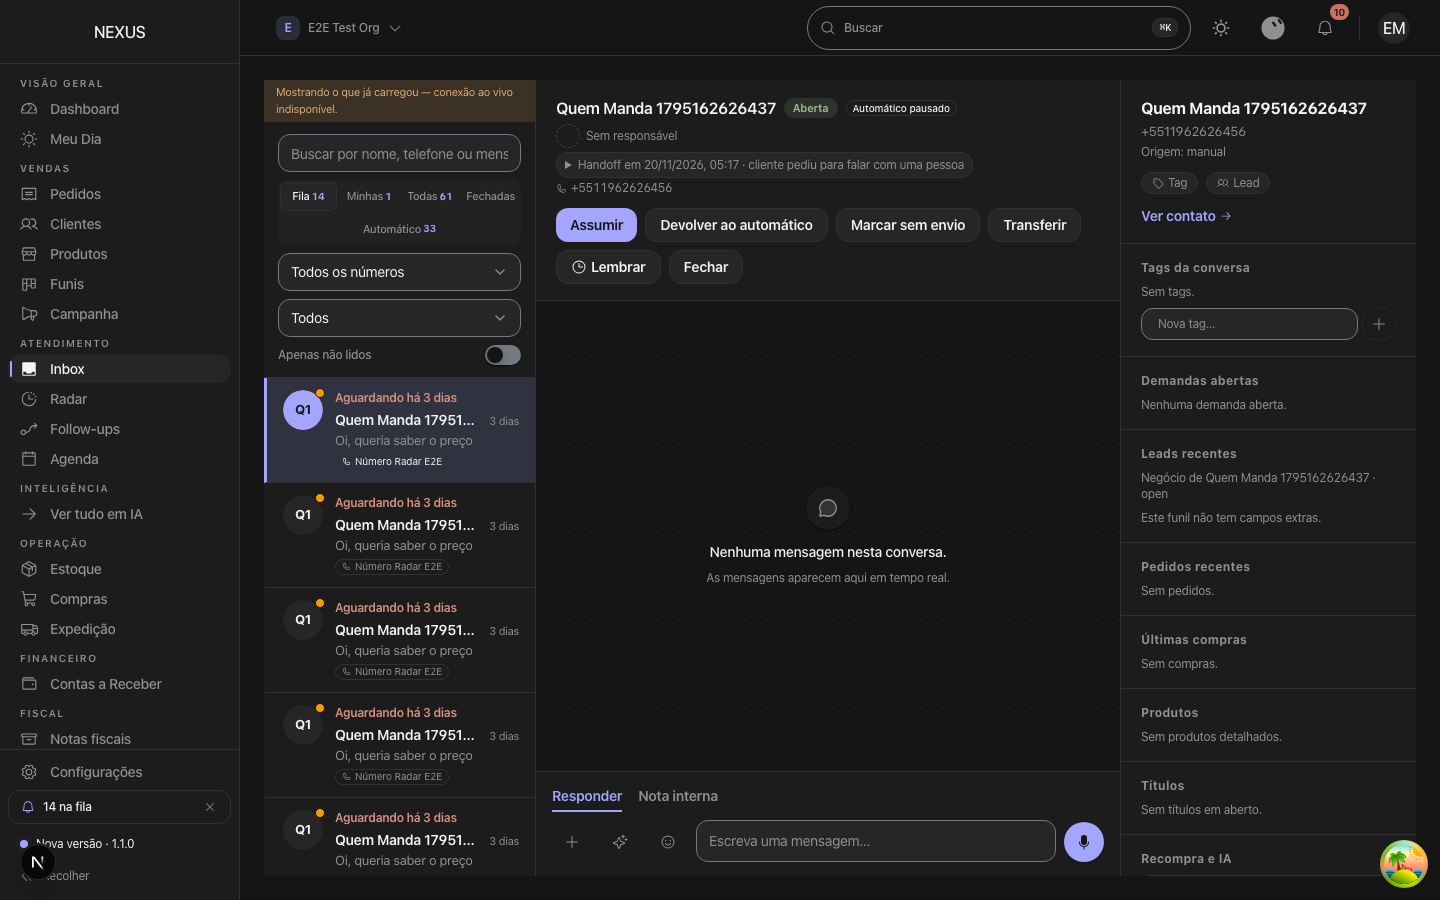 NEXUS
E
E2E Test Org
Buscar
⌘K
10
EM
VISÃO GERAL
Dashboard
Meu Dia
VENDAS
Pedidos
Clientes
Produtos
Funis
Campanha
ATENDIMENTO
Inbox
Radar
Follow-ups
Agenda
INTELIGÊNCIA
Ver tudo em IA
OPERAÇÃO
Estoque
Compras
Expedição
FINANCEIRO
Contas a Receber
FISCAL
Notas fiscais
Configurações
14 na fila
Nova versão · 1.1.0
N
Mostrando o que já carregou — conexão ao vivo
indisponível.
Buscar por nome, telefone ou mens
Fila 14 Minhas 1 Todas 61 Fechadas
Automático 33
Todos os números
Todos
Apenas não lidos
Q1
Aguardando há 3 dias
Quem Manda 17951... 3 dias
Oi, queria saber o preço
Número Radar E2E
Q1
Aguardando há 3 dias
Quem Manda 17951... 3 dias
Oi, queria saber o preço
Número Radar E2E
Q1
Aguardando há 3 dias
Quem Manda 17951... 3 dias
Oi, queria saber o preço
Número Radar E2E
Q1
Aguardando há 3 dias
Quem Manda 17951... 3 dias
Oi, queria saber o preço
Número Radar E2E
Q1
Aguardando há 3 dias
Quem Manda 17951... 3 dias
Oi, queria saber o preço
Quem Manda 1795162626437 Aberta Automático pausado
Sem responsável
Handoff em 20/11/2026, 05:17 · cliente pediu para falar com uma pessoa
+5511962626456
Assumir Devolver ao automático Marcar sem envio Transferir
Lembrar Fechar
Nenhuma mensagem nesta conversa.
As mensagens aparecem aqui em tempo real.
Responder Nota interna
Escreva uma mensagem...
Quem Manda 1795162626437
+5511962626456
Origem: manual
Tag Lead
Ver contato →
Tags da conversa
Sem tags.
Nova tag...
Demandas abertas
Nenhuma demanda aberta.
Leads recentes
Negócio de Quem Manda 1795162626437 ·
open
Este funil não tem campos extras.
Pedidos recentes
Sem pedidos.
Últimas compras
Sem compras.
Produtos
Sem produtos detalhados.
Títulos
Sem títulos em aberto.
Recompra e IA